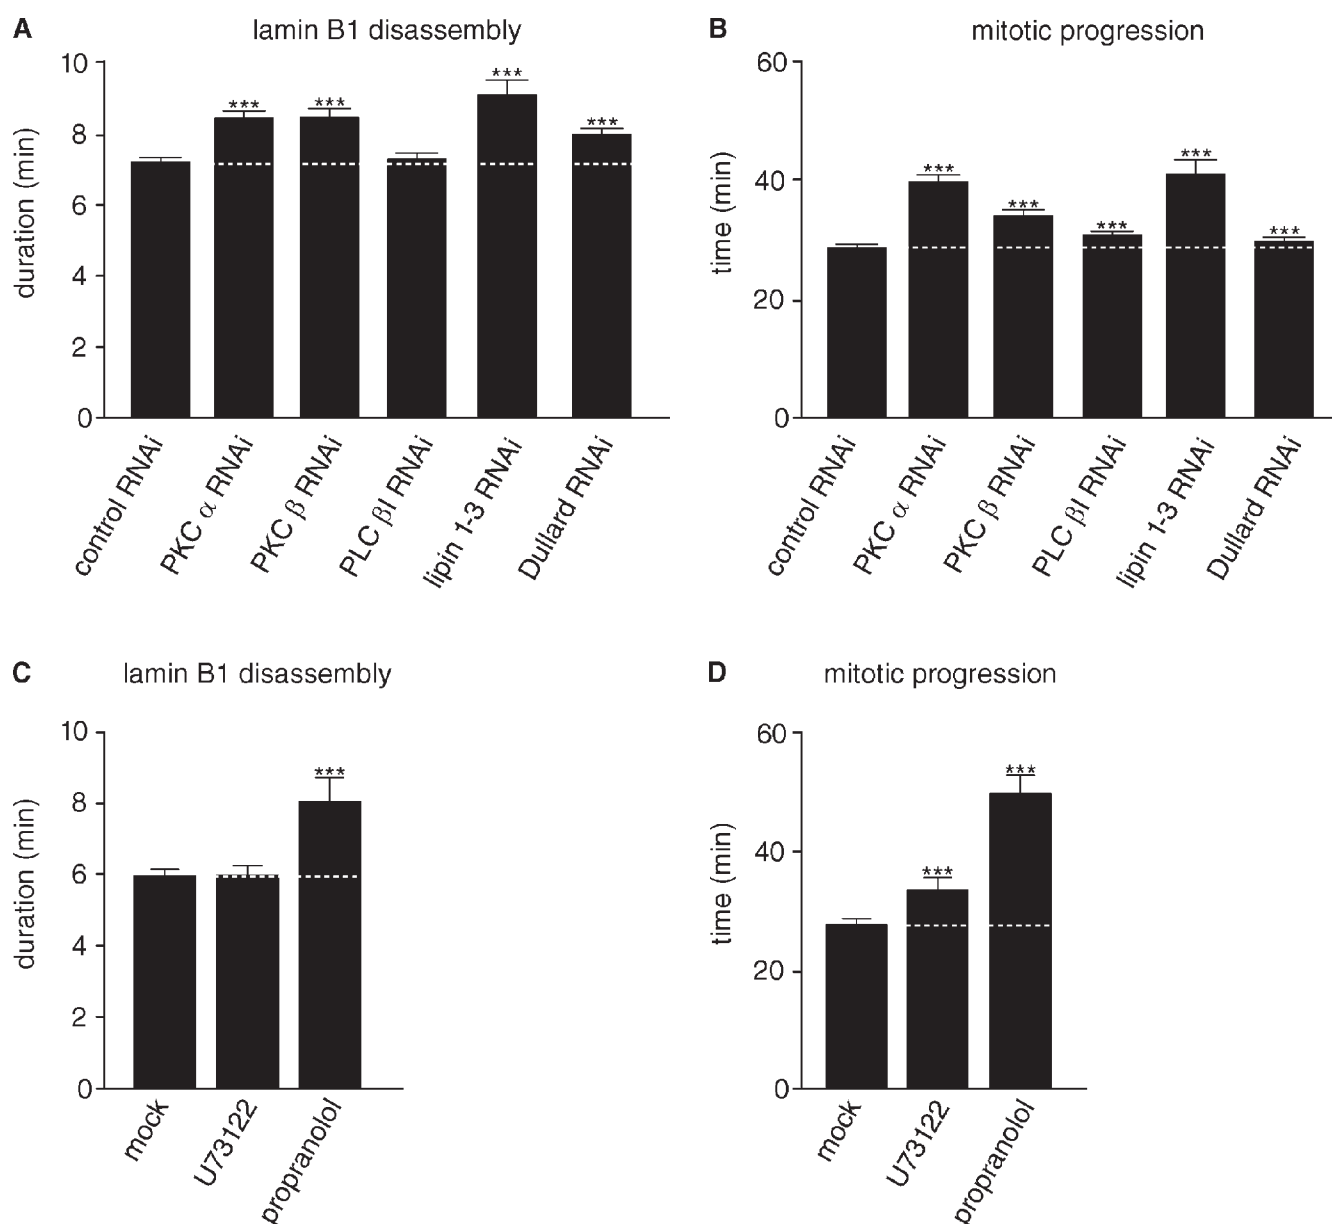 A
lamin B1 disassembly
duration (min)
10
8
6
4
2
0
***
***
***
***
control RNAi
PKC α RNAi
PKC β RNAi
PLC βI RNAi
lipin 1-3 RNAi
Dullard RNAi
B
mitotic progression
time (min)
60
40
20
0
***
***
***
***
***
control RNAi
PKC α RNAi
PKC β RNAi
PLC βI RNAi
lipin 1-3 RNAi
Dullard RNAi
C
lamin B1 disassembly
duration (min)
10
8
6
4
2
0
***
mock
U73122
propranolol
D
mitotic progression
time (min)
60
40
20
0
***
***
mock
U73122
propranolol